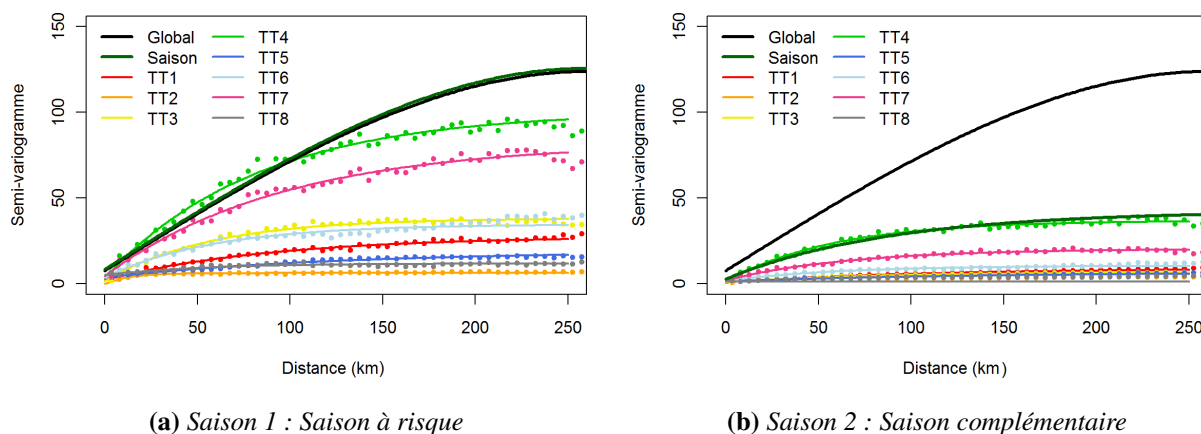 150
100
50
0
Semi-variogramme
Global
Saison
TT1
TT2
TT3
TT4
TT5
TT6
TT7
TT8
0 50 100 150 200 250
Distance (km)
(a) Saison 1 : Saison à risque
150
100
50
0
Semi-variogramme
Global
Saison
TT1
TT2
TT3
TT4
TT5
TT6
TT7
TT8
0 50 100 150 200 250
Distance (km)
(b) Saison 2 : Saison complémentaire